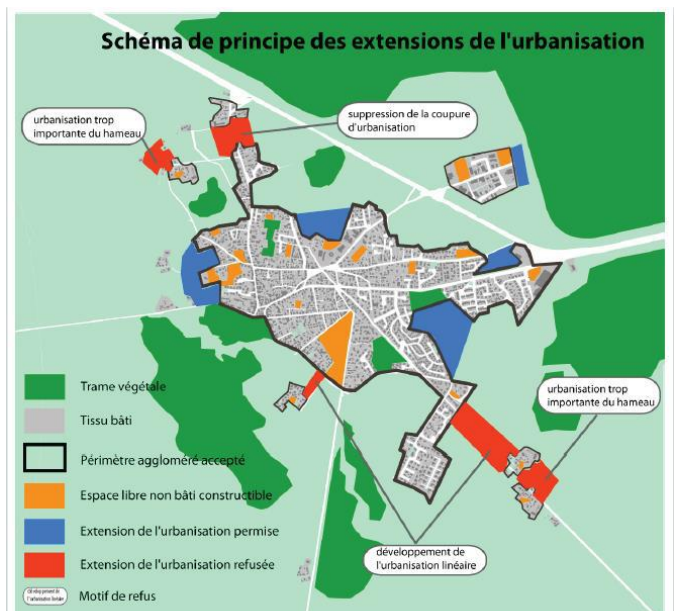 Schéma de principe des extensions de l'urbanisation
urbanisation trop
importante du hameau
suppression de la coupure
d'urbanisation
urbanisation trop
importante du hameau
développement de
l'urbanisation linéaire
Trame végétale
Tissu bâti
Périmètre aggloméré accepté
Espace libre non bâti constructible
Extension de l'urbanisation permise
Extension de l'urbanisation refusée
Motif de refus